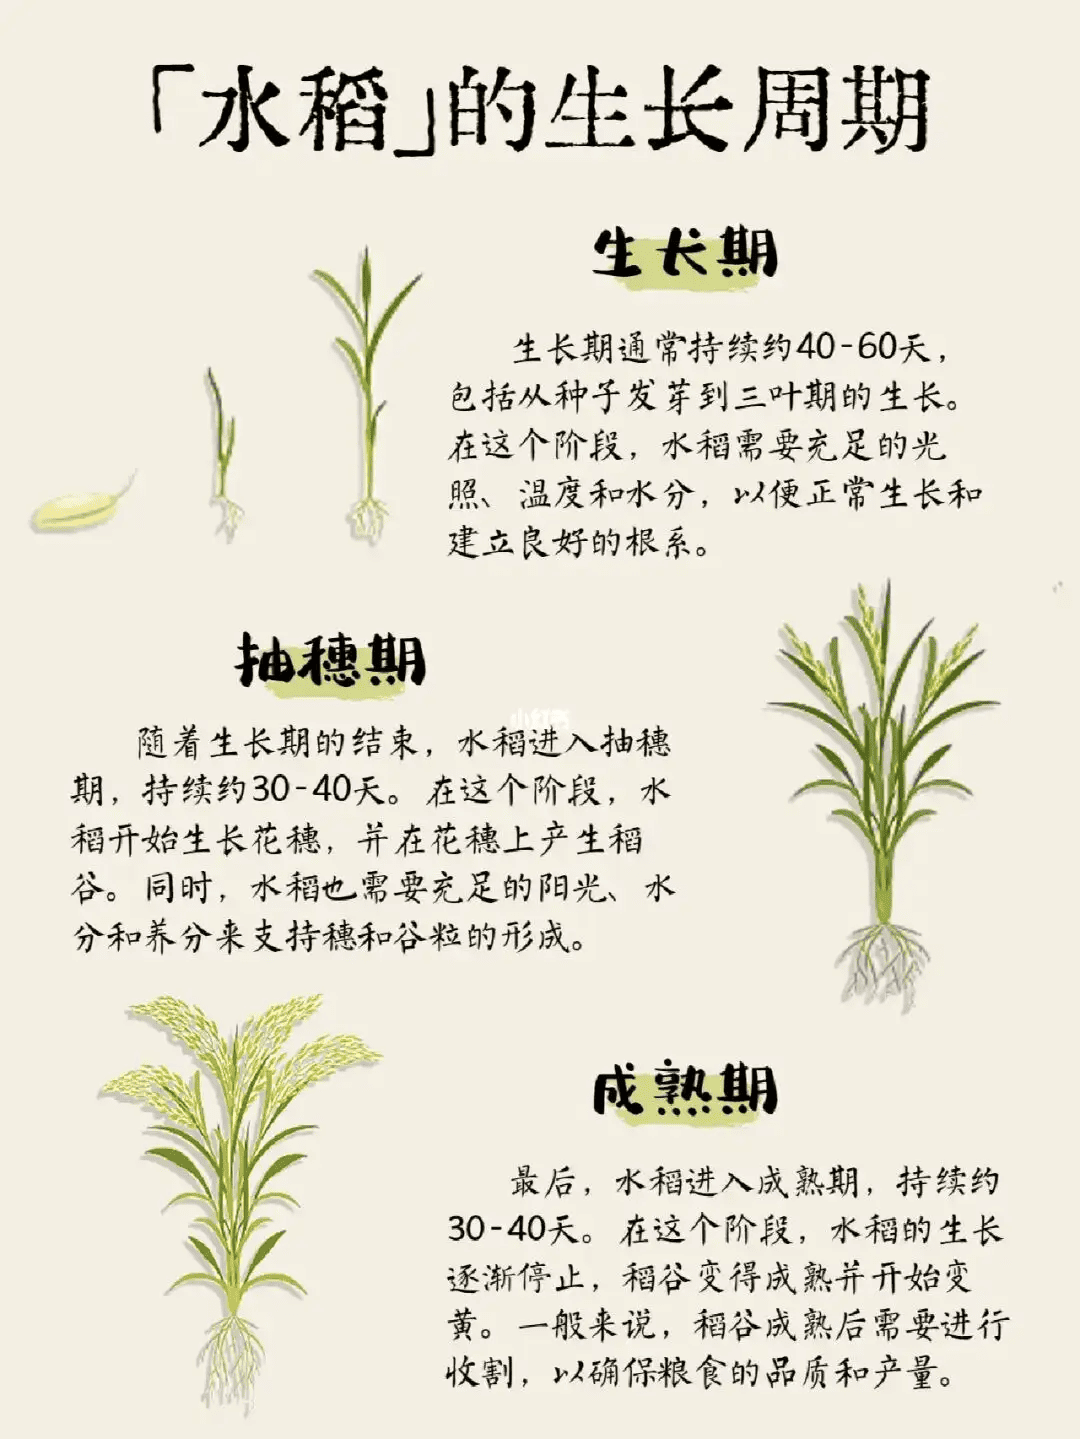 「水稻」的生长周期
生长期
生长期通常持续约40-60天，
包括从种子发芽到三叶期的生长。
在这个阶段，水稻需要充足的光
照、温度和水分，以便正常生长和
建立良好的根系。
抽穗期
小红书
随着生长期的结束，水稻进入抽穗
期，持续约30-40天。在这个阶段，水
稻开始生长花穗，并在花穗上产生稻
谷。同时，水稻也需要充足的阳光、水
分和养分来支持穗和谷粒的形成。
成熟期
最后，水稻进入成熟期，持续约
30-40天。在这个阶段，水稻的生长
逐渐停止，稻谷变得成熟并开始变
黄。一般来说，稻谷成熟后需要进行
收割，以确保粮食的品质和产量。